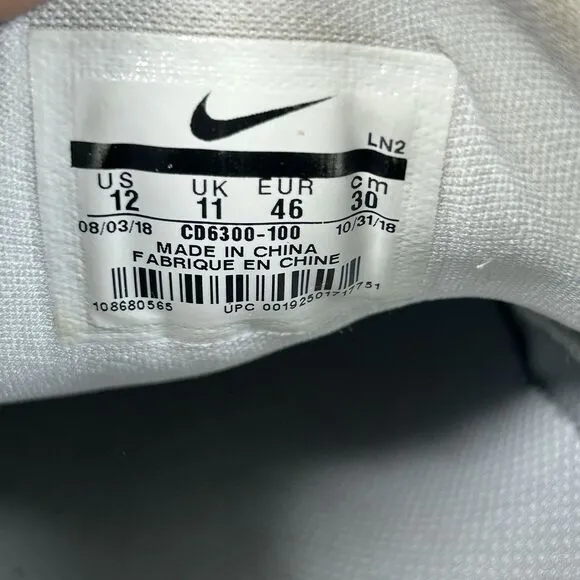 LN2
US UK EUR cm
12 11 46 30
08/03/18 CD6300-100 10/31/18
MADE IN CHINA
FABRIQUE EN CHINE
108680565 UPC